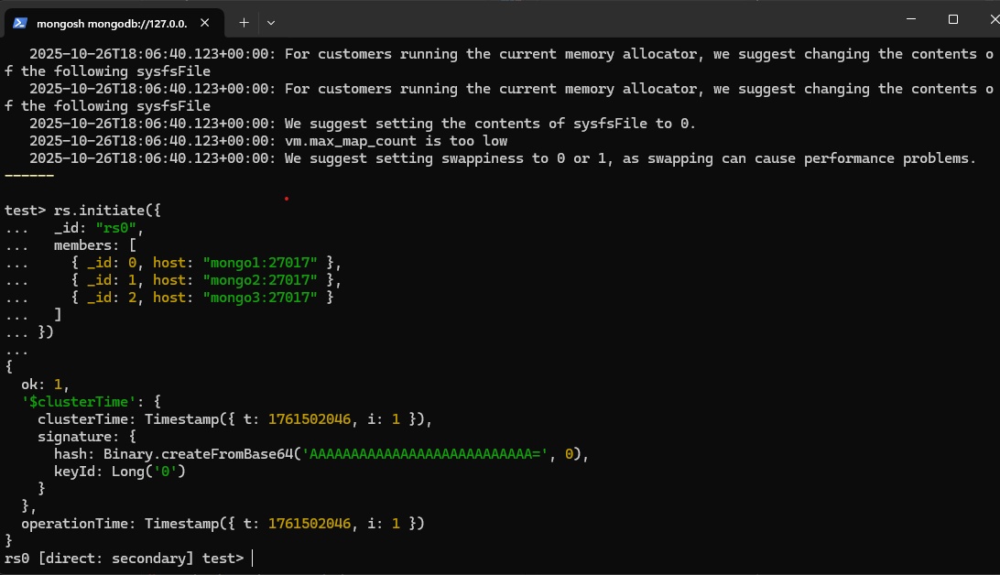 mongosh mongodb://127.0.0.
   2025-10-26T18:06:40.123+00:00: For customers running the current memory allocator, we suggest changing the contents o
f the following sysfsFile
   2025-10-26T18:06:40.123+00:00: For customers running the current memory allocator, we suggest changing the contents o
f the following sysfsFile
   2025-10-26T18:06:40.123+00:00: We suggest setting the contents of sysfsFile to 0.
   2025-10-26T18:06:40.123+00:00: vm.max_map_count is too low
   2025-10-26T18:06:40.123+00:00: We suggest setting swappiness to 0 or 1, as swapping can cause performance problems.
------
test> rs.initiate({
...   _id: "rs0",
...   members: [
...     { _id: 0, host: "mongo1:27017" },
...     { _id: 1, host: "mongo2:27017" },
...     { _id: 2, host: "mongo3:27017" }
...   ]
... })
...
{
  ok: 1,
  '$clusterTime': {
    clusterTime: Timestamp({ t: 1761502046, i: 1 }),
    signature: {
      hash: Binary.createFromBase64('AAAAAAAAAAAAAAAAAAAAAAAAAAA=', 0),
      keyId: Long('0')
    }
  },
  operationTime: Timestamp({ t: 1761502046, i: 1 })
}
rs0 [direct: secondary] test>